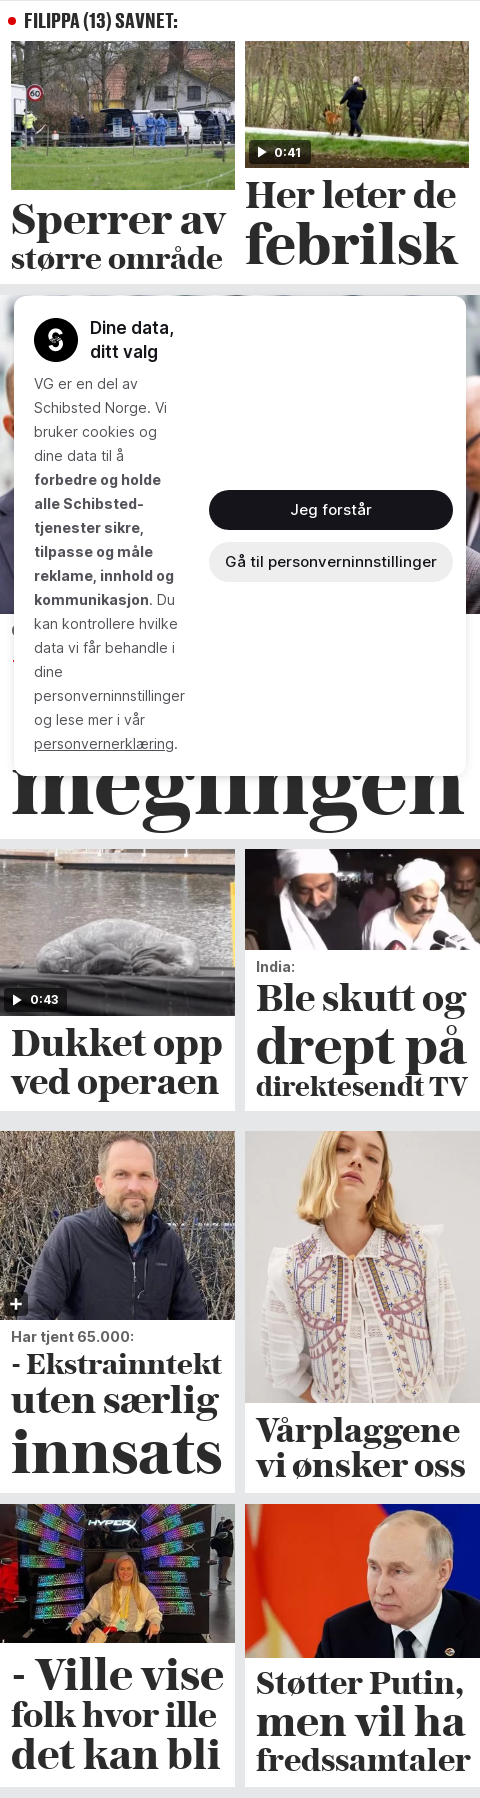 FILIPPA (13) SAVNET:
60
Sperrer av
større område
0:41
Her leter de
febrilsk
Dine data,
ditt valg
VG er en del av
Schibsted Norge. Vi
bruker cookies og
dine data til å
forbedre og holde
alle Schibsted-
tjenester sikre,
tilpasse og måle
reklame, innhold og
kommunikasjon. Du
kan kontrollere hvilke
data vi får behandle i
dine
personverninnstillinger
og lese mer i vår
personvernerklæring.
Jeg forstår
Gå til personverninnstillinger
meglingen
0:43
Dukket opp
ved operaen
India:
Ble skutt og
drept på
direktesendt TV
Har tjent 65.000:
- Ekstrainntekt
uten særlig
innsats
Vårplaggene
vi ønsker oss
HYPERX
- Ville vise
folk hvor ille
det kan bli
Støtter Putin,
men vil ha
fredssamtaler